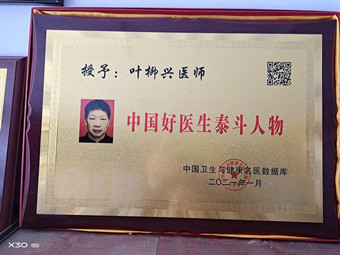 授予：叶柳兴医师
中国好医生泰斗人物
中国卫生与健康名医数据库
二〇二一年一月
X30